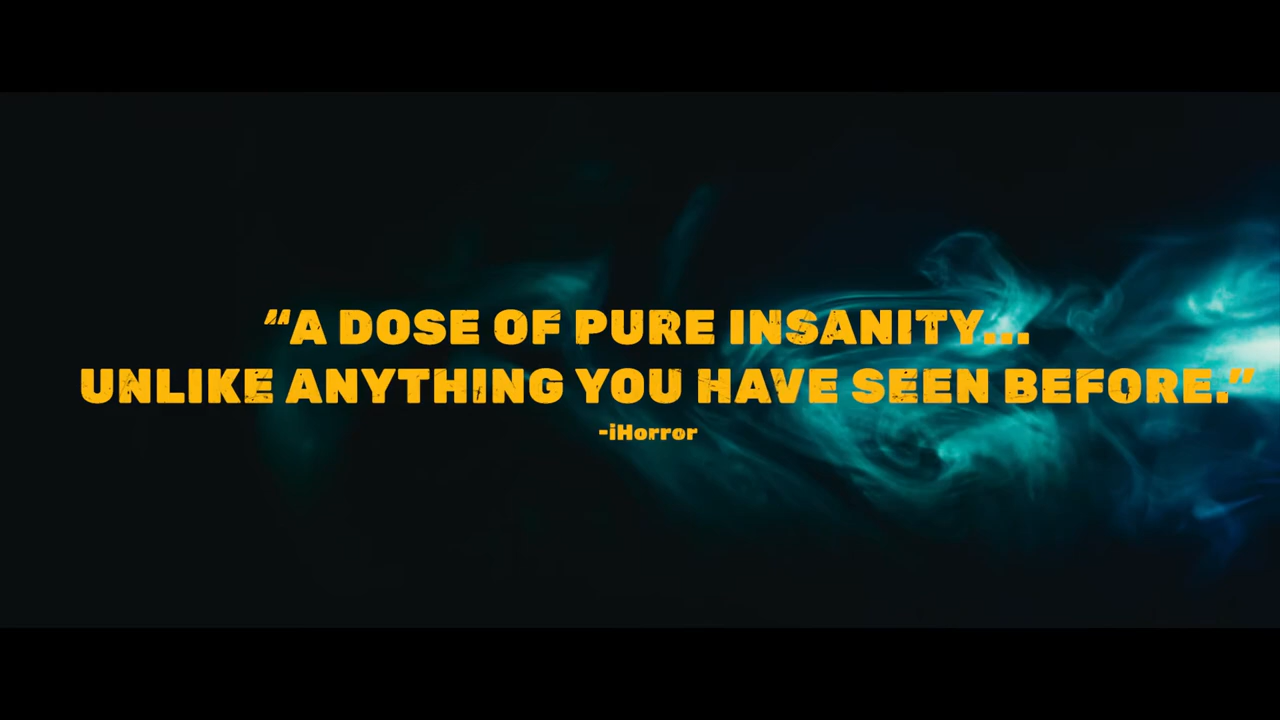 “A DOSE OF PURE INSANITY...
UNLIKE ANYTHING YOU HAVE SEEN BEFORE.”
-iHorror